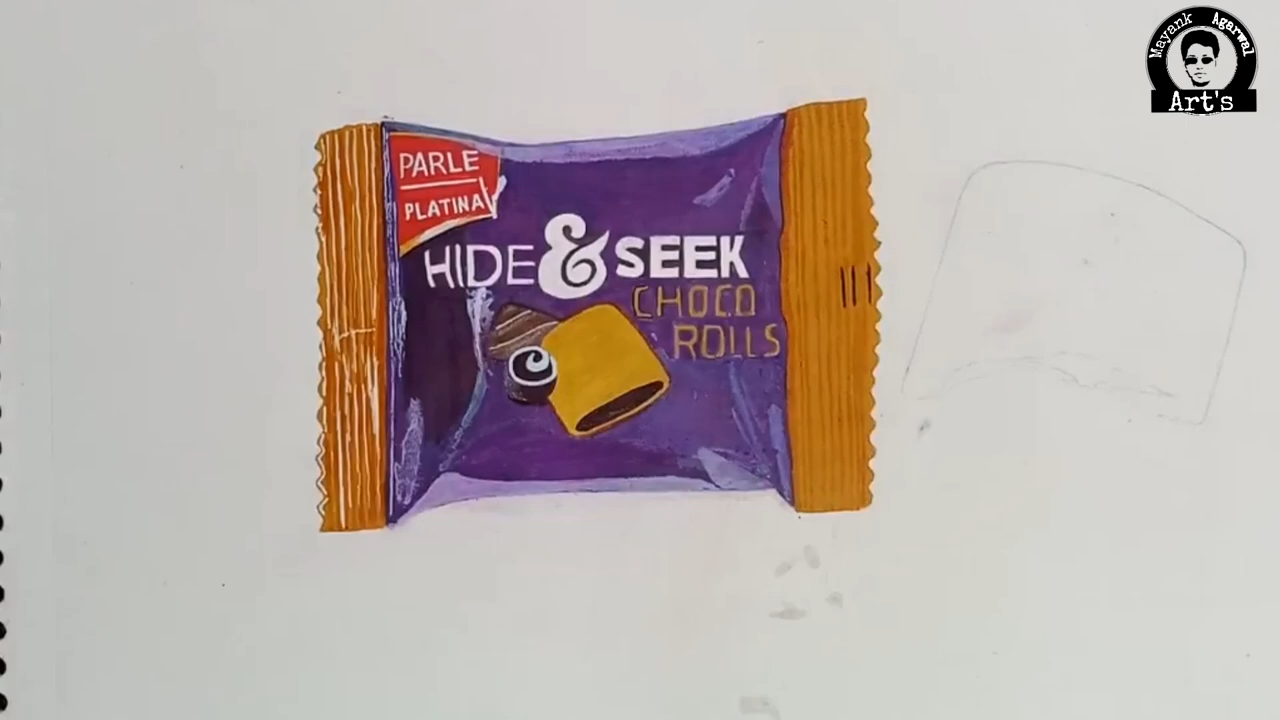 Mayank Agarwal
Art's
PARLE
PLATINA
HIDE & SEEK
CHOCO
ROLLS